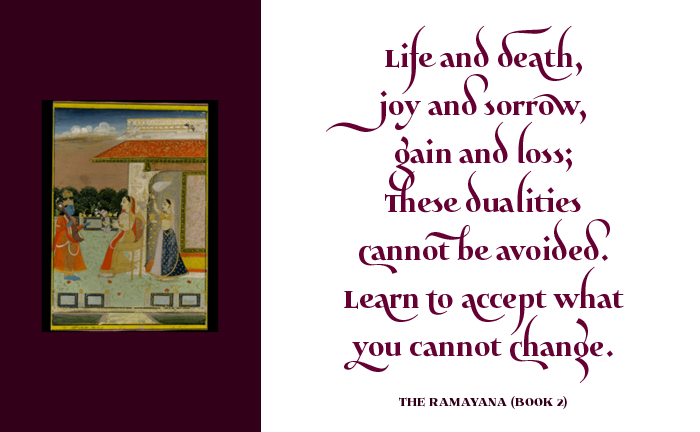 Life and death,
joy and sorrow,
gain and loss;
These dualities
cannot be avoided.
Learn to accept what
you cannot change.
THE RAMAYANA (BOOK 2)